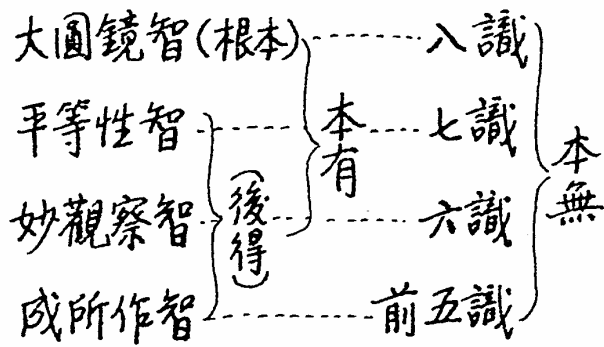 大圓鏡智(根本) 八識
平等性智 七識
妙觀察智 六識
成所作智 前五識
(後得)
本有
本無